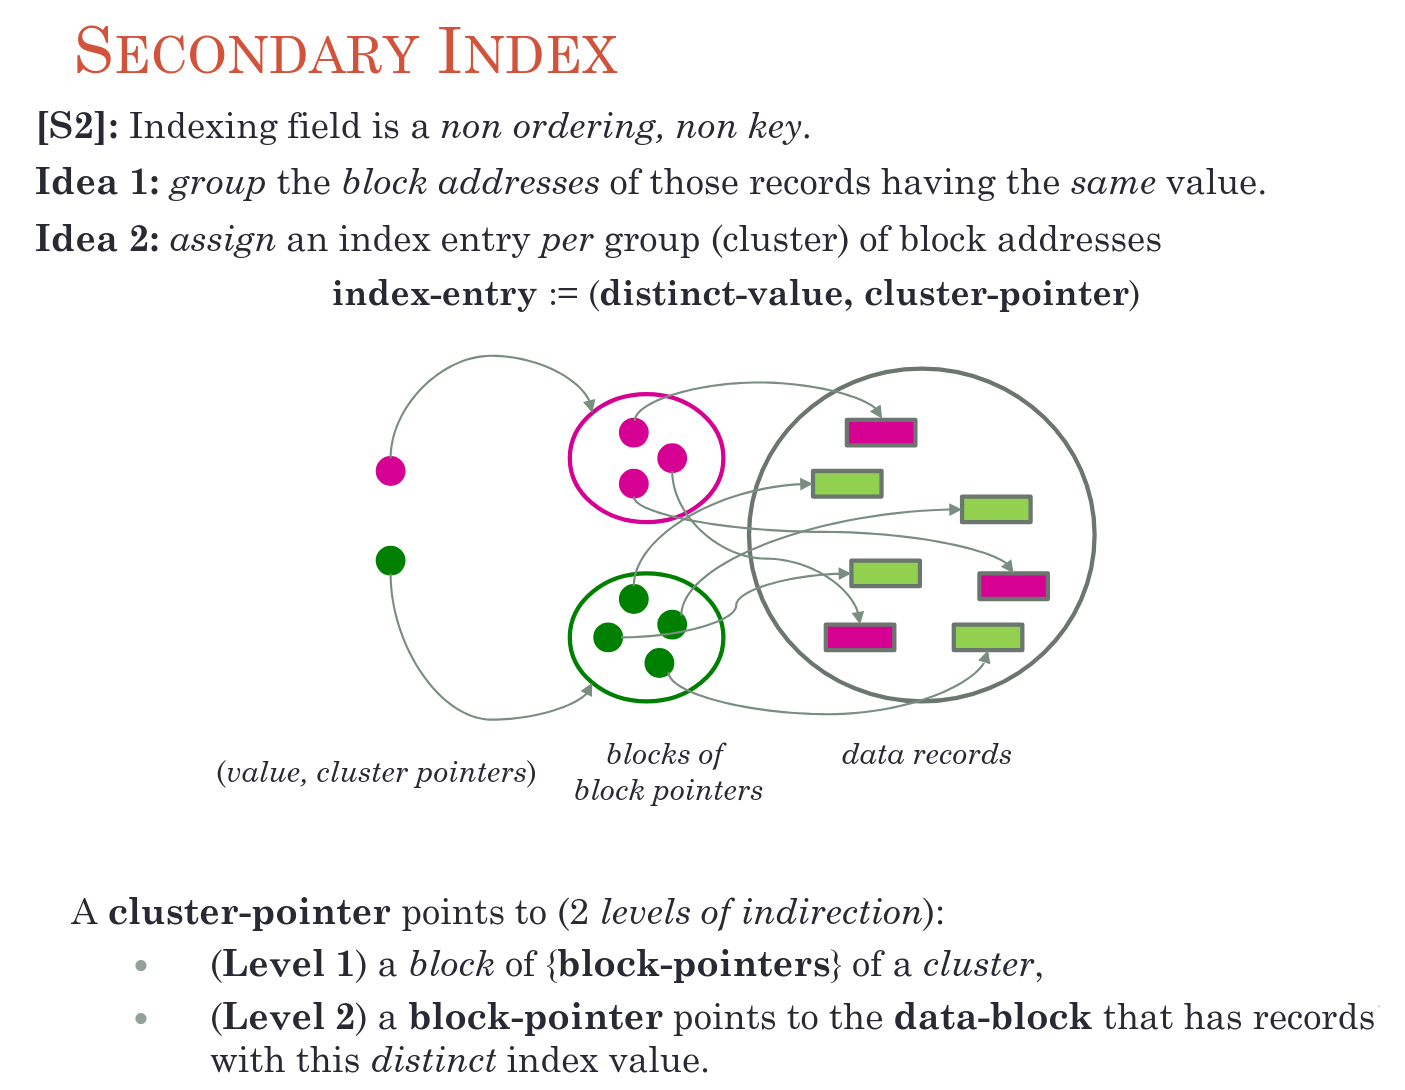 SECONDARY INDEX
[S2]: Indexing field is a non ordering, non key.
Idea 1: group the block addresses of those records having the same value.
Idea 2: assign an index entry per group (cluster) of block addresses
index-entry := (distinct-value, cluster-pointer)
(value, cluster pointers)
blocks of
block pointers
data records
A cluster-pointer points to (2 levels of indirection):
• (Level 1) a block of {block-pointers} of a cluster,
• (Level 2) a block-pointer points to the data-block that has records
with this distinct index value.